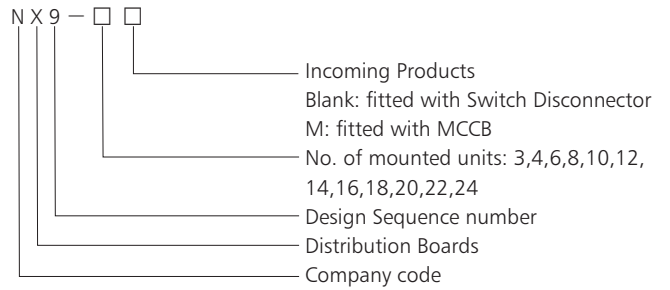 NX9－□ □
Incoming Products
Blank: fitted with Switch Disconnector
M: fitted with MCCB
No. of mounted units: 3,4,6,8,10,12,
14,16,18,20,22,24
Design Sequence number
Distribution Boards
Company code